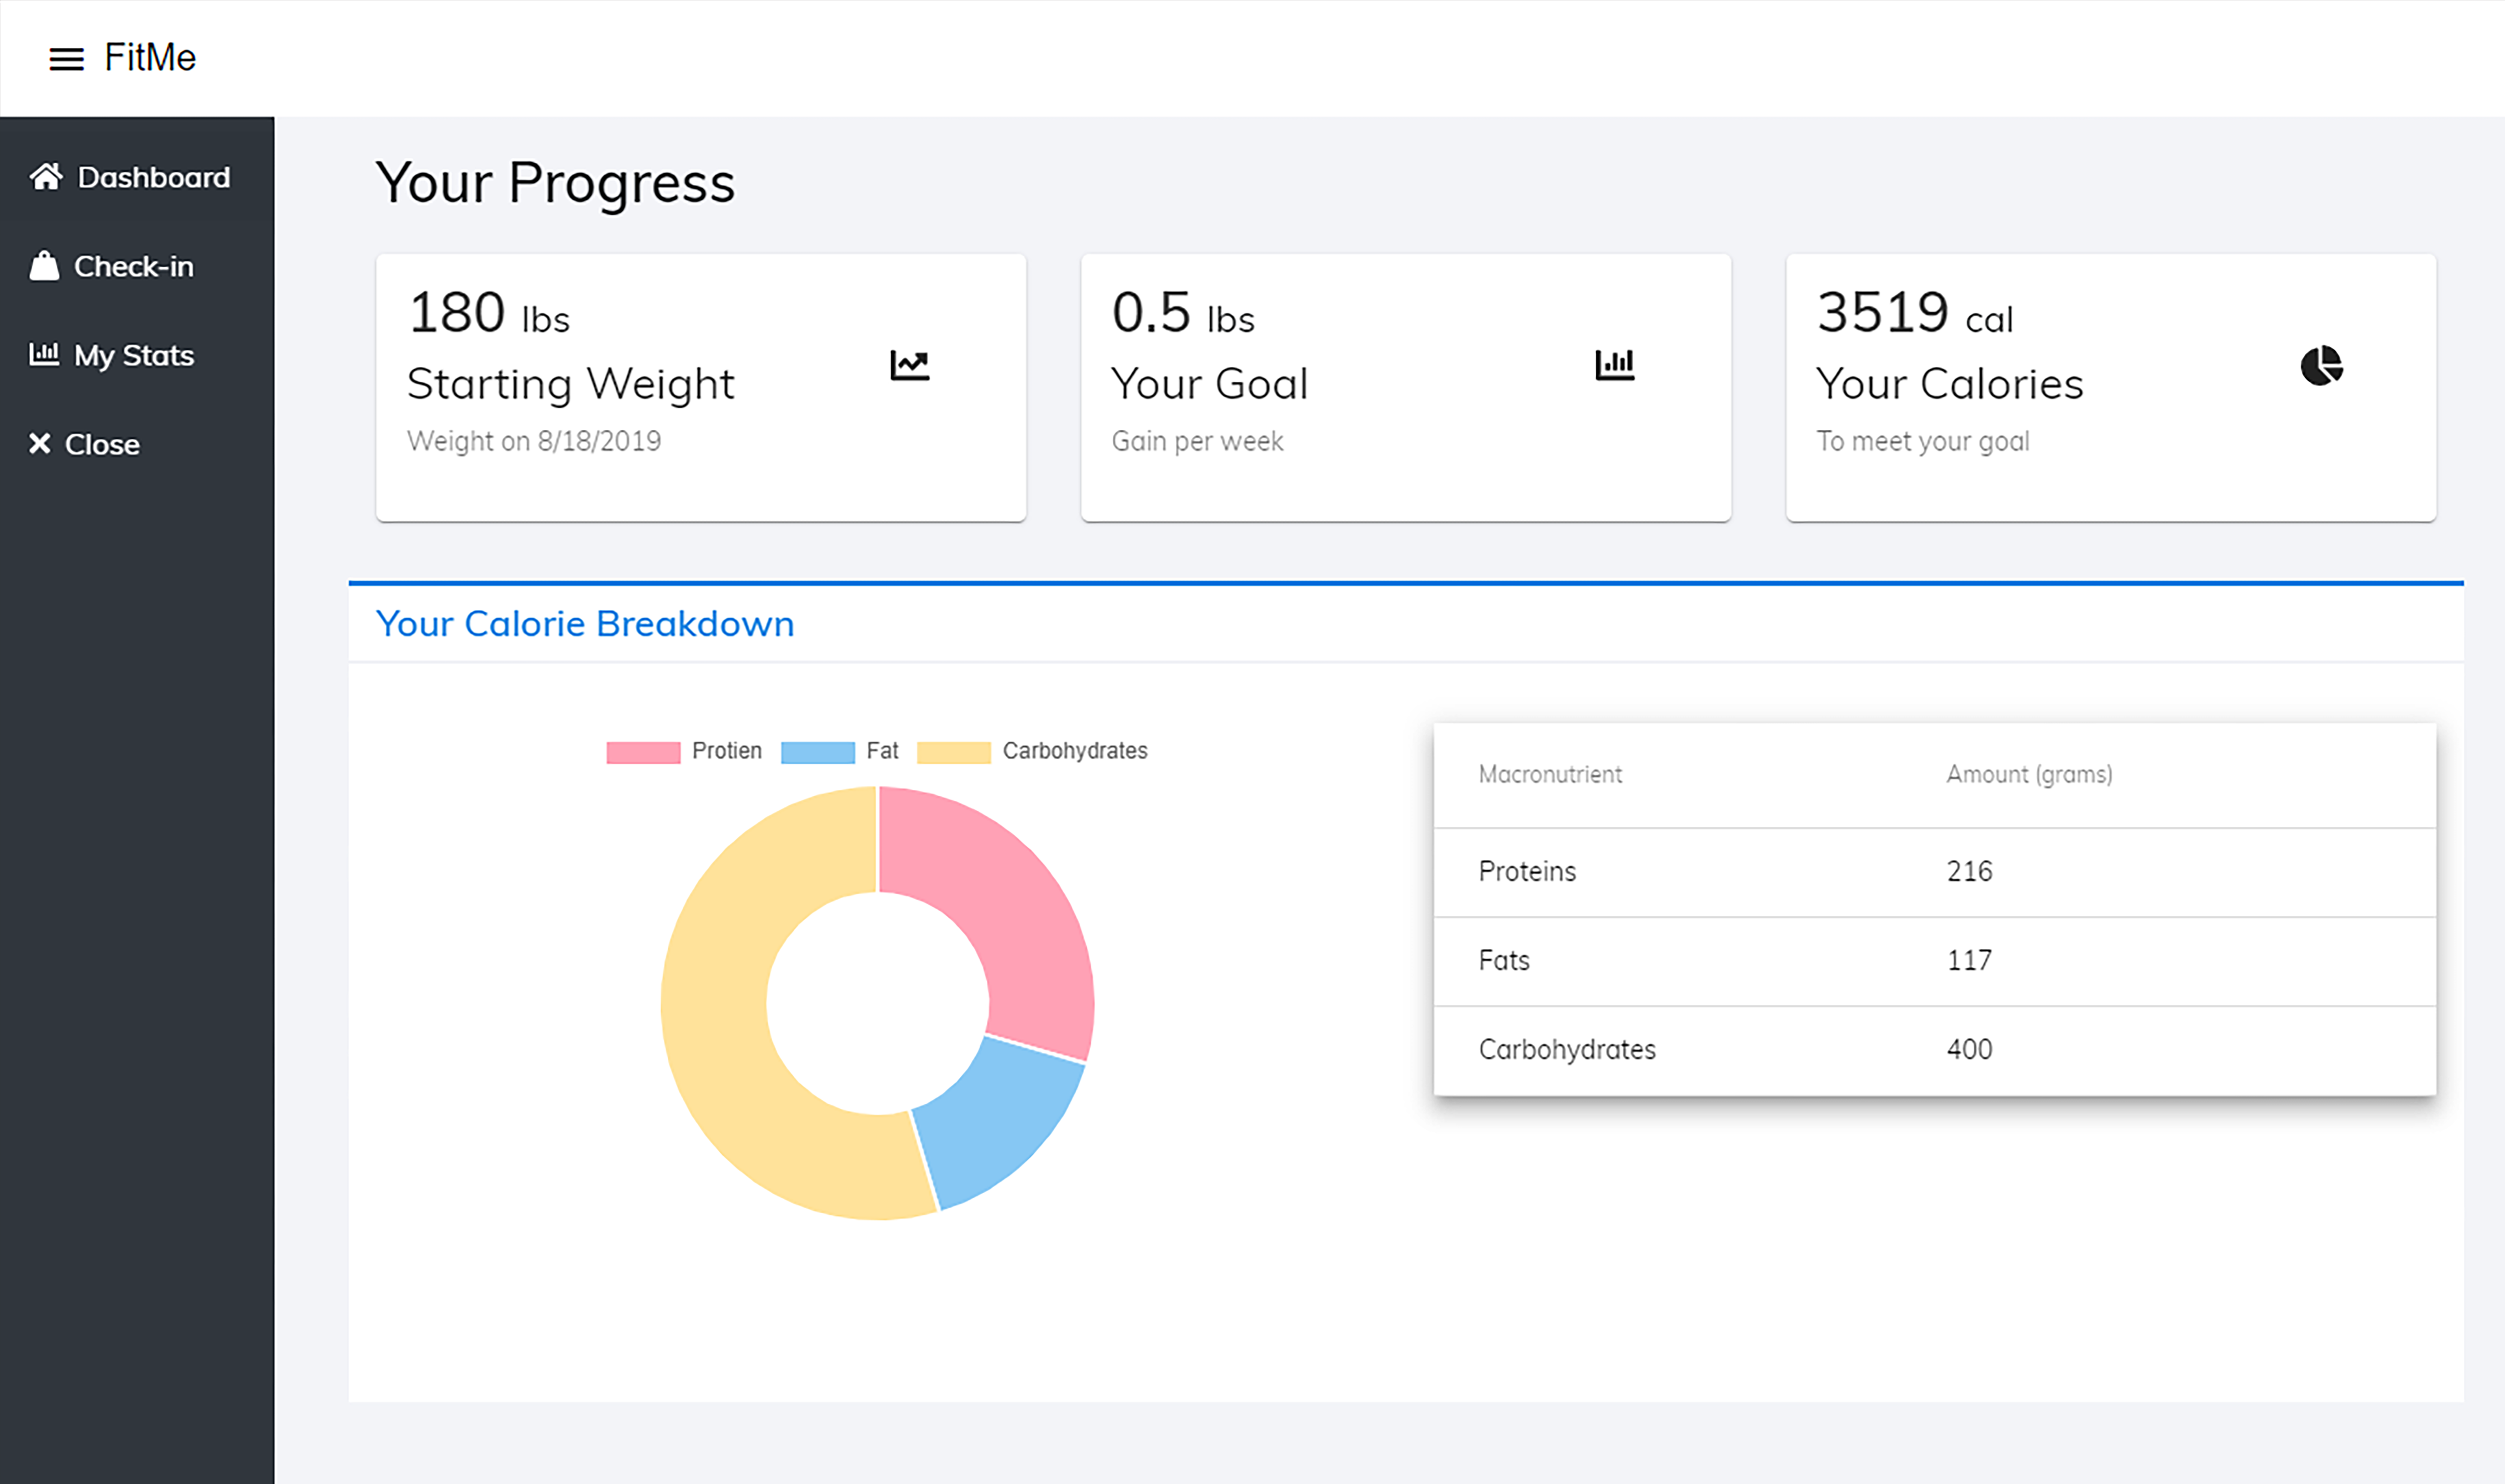 FitMe
Dashboard
Check-in
My Stats
Close
Your Progress
180 lbs
Starting Weight
Weight on 8/18/2019
0.5 lbs
Your Goal
Gain per week
3519 cal
Your Calories
To meet your goal
Your Calorie Breakdown
Protien Fat Carbohydrates
Macronutrient Amount (grams)
Proteins 216
Fats 117
Carbohydrates 400